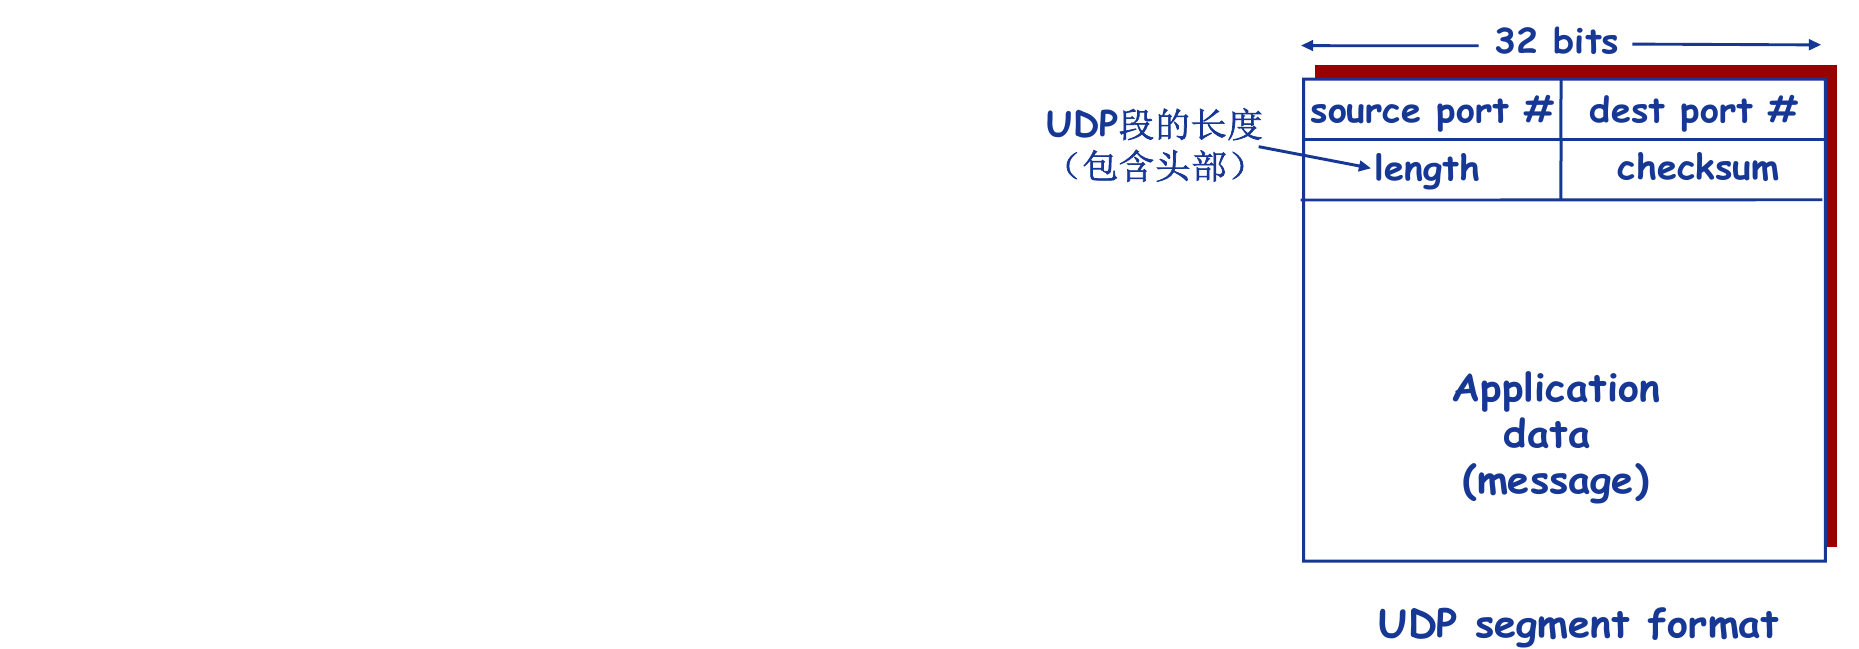 32 bits
source port # dest port #
UDP段的长度
（包含头部）
length checksum
Application
data
(message)
UDP segment format